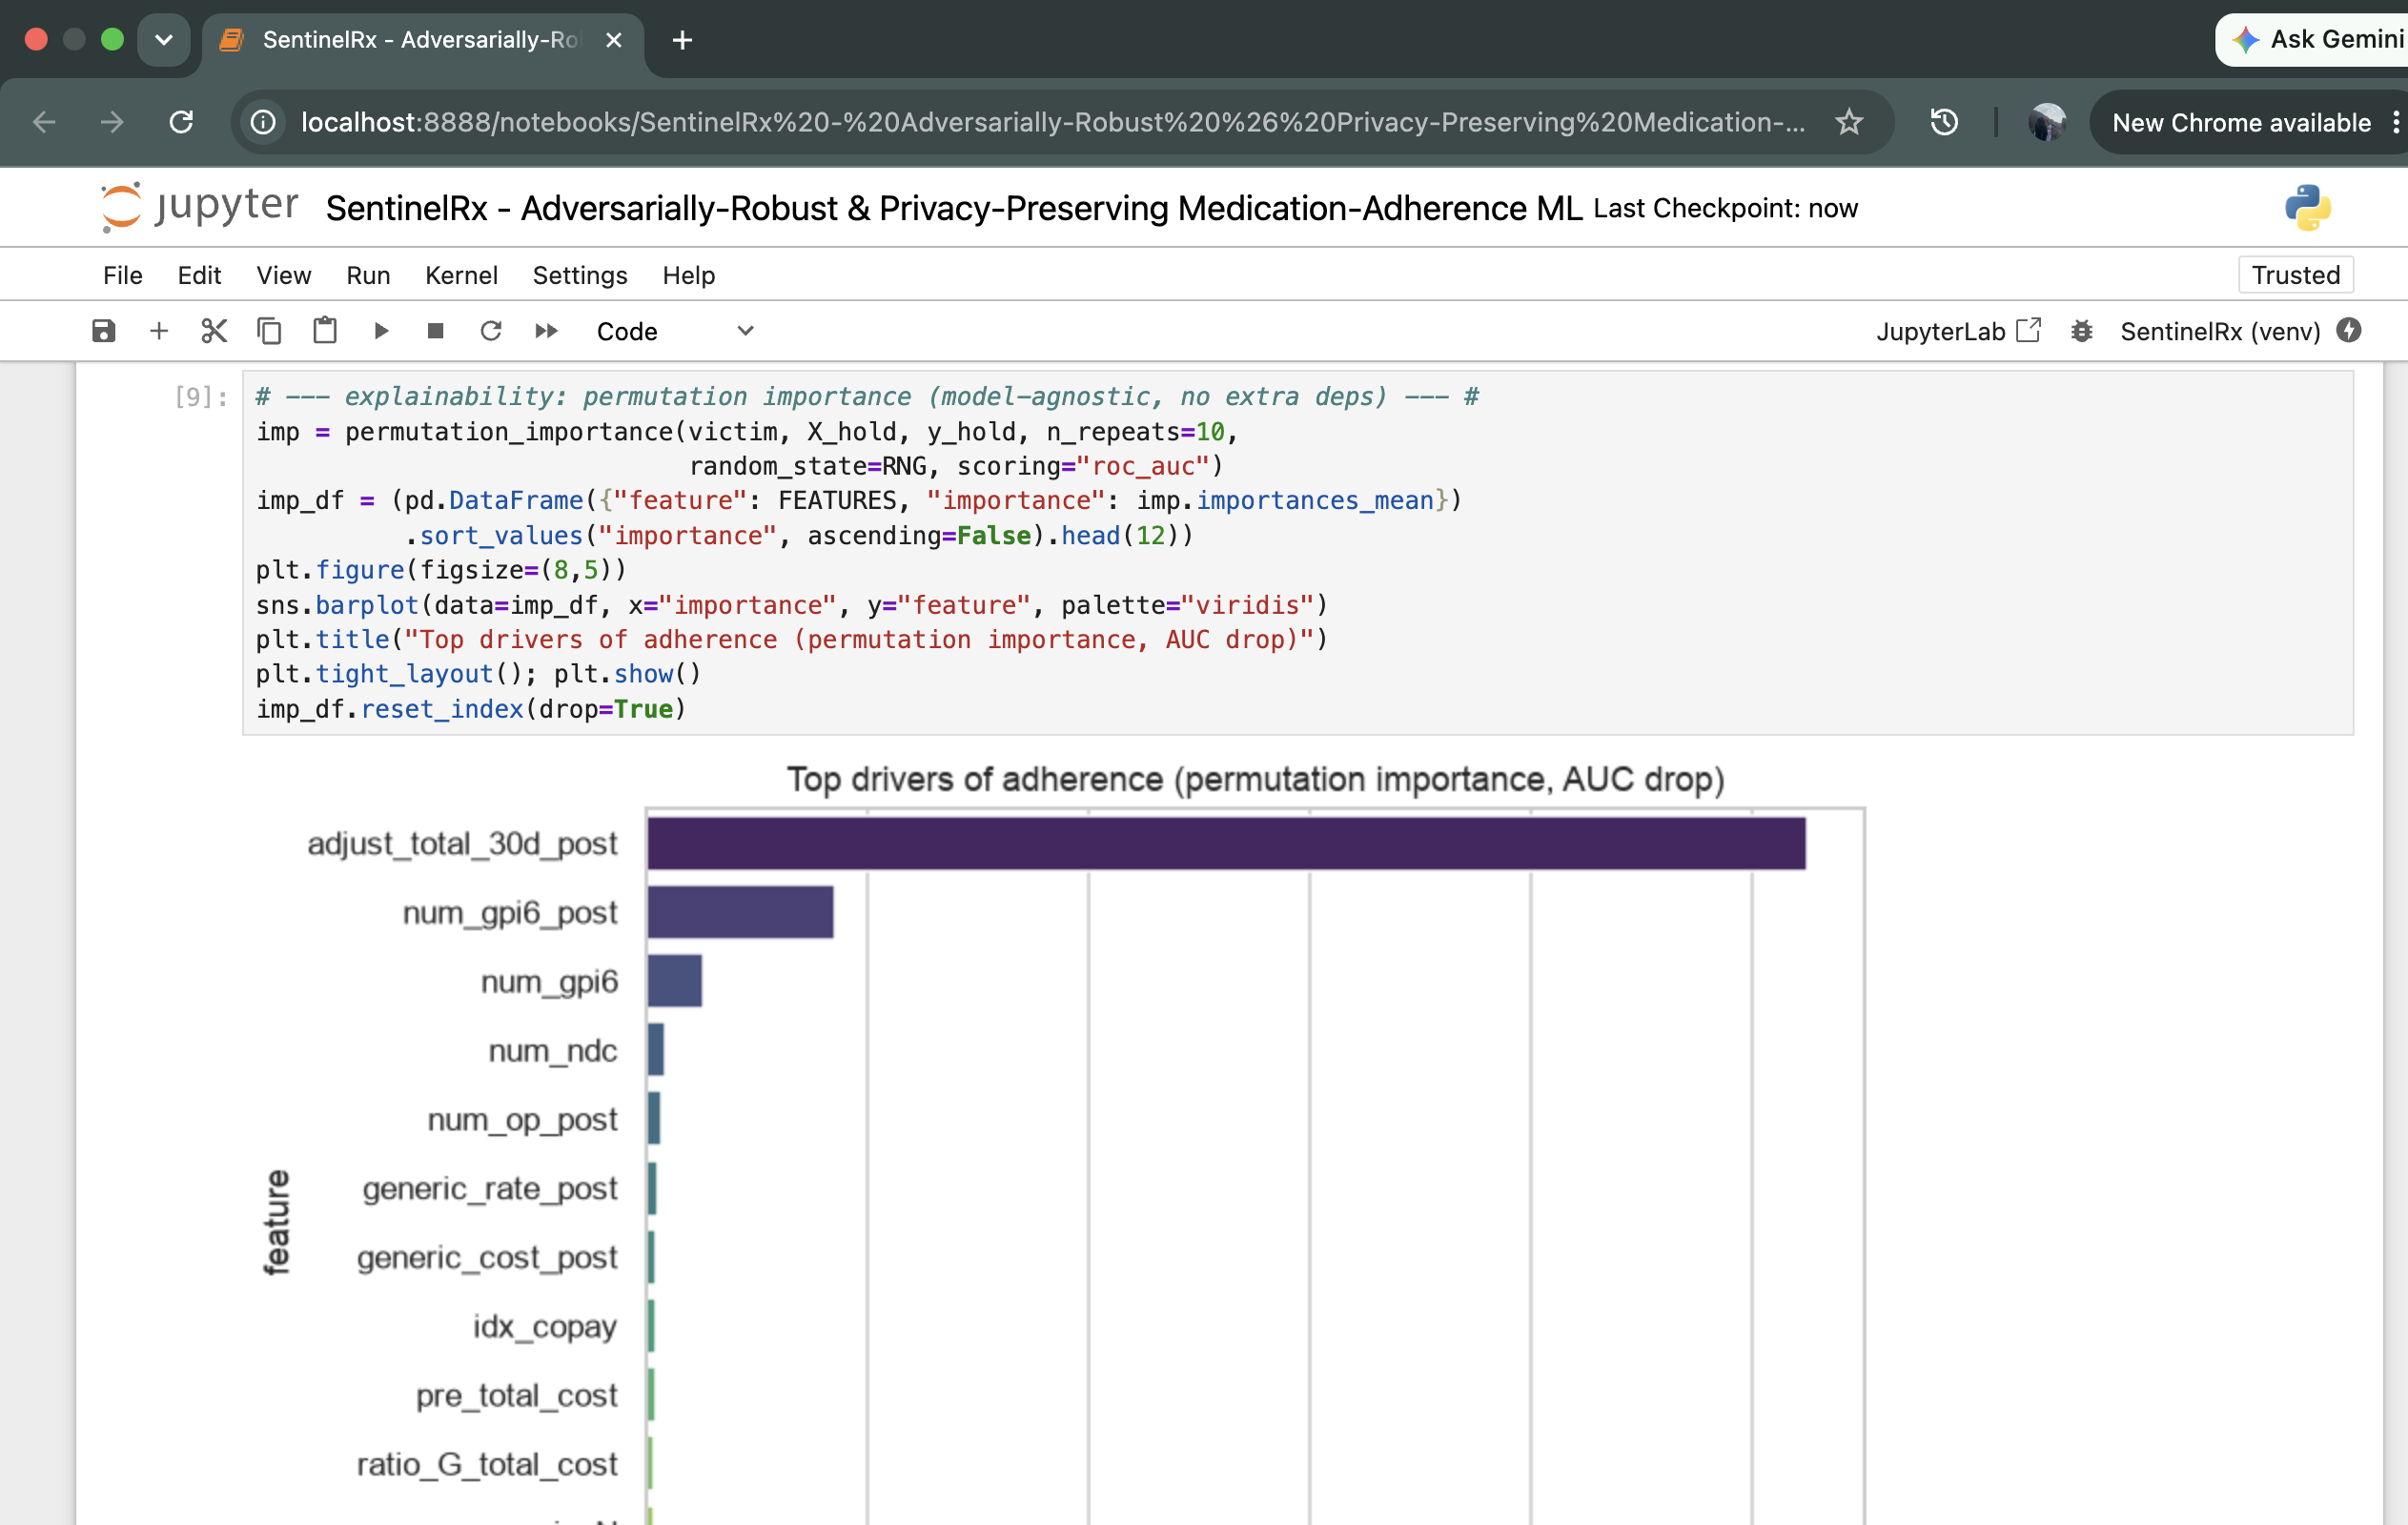 SentinelRx - Adversarially-Ro
Ask Gemini
localhost:8888/notebooks/SentinelRx%20-%20Adversarially-Robust%20%26%20Privacy-Preserving%20Medication-...
New Chrome available
jupyter SentinelRx - Adversarially-Robust & Privacy-Preserving Medication-Adherence ML Last Checkpoint: now
File Edit View Run Kernel Settings Help
Trusted
Code
JupyterLab
SentinelRx (venv)
[9]:
# --- explainability: permutation importance (model-agnostic, no extra deps) --- #
imp = permutation_importance(victim, X_hold, y_hold, n_repeats=10,
                             random_state=RNG, scoring="roc_auc")
imp_df = (pd.DataFrame({"feature": FEATURES, "importance": imp.importances_mean})
          .sort_values("importance", ascending=False).head(12))
plt.figure(figsize=(8,5))
sns.barplot(data=imp_df, x="importance", y="feature", palette="viridis")
plt.title("Top drivers of adherence (permutation importance, AUC drop)")
plt.tight_layout(); plt.show()
imp_df.reset_index(drop=True)
Top drivers of adherence (permutation importance, AUC drop)
adjust_total_30d_post
num_gpi6_post
num_gpi6
num_ndc
num_op_post
generic_rate_post
generic_cost_post
idx_copay
pre_total_cost
ratio_G_total_cost
feature